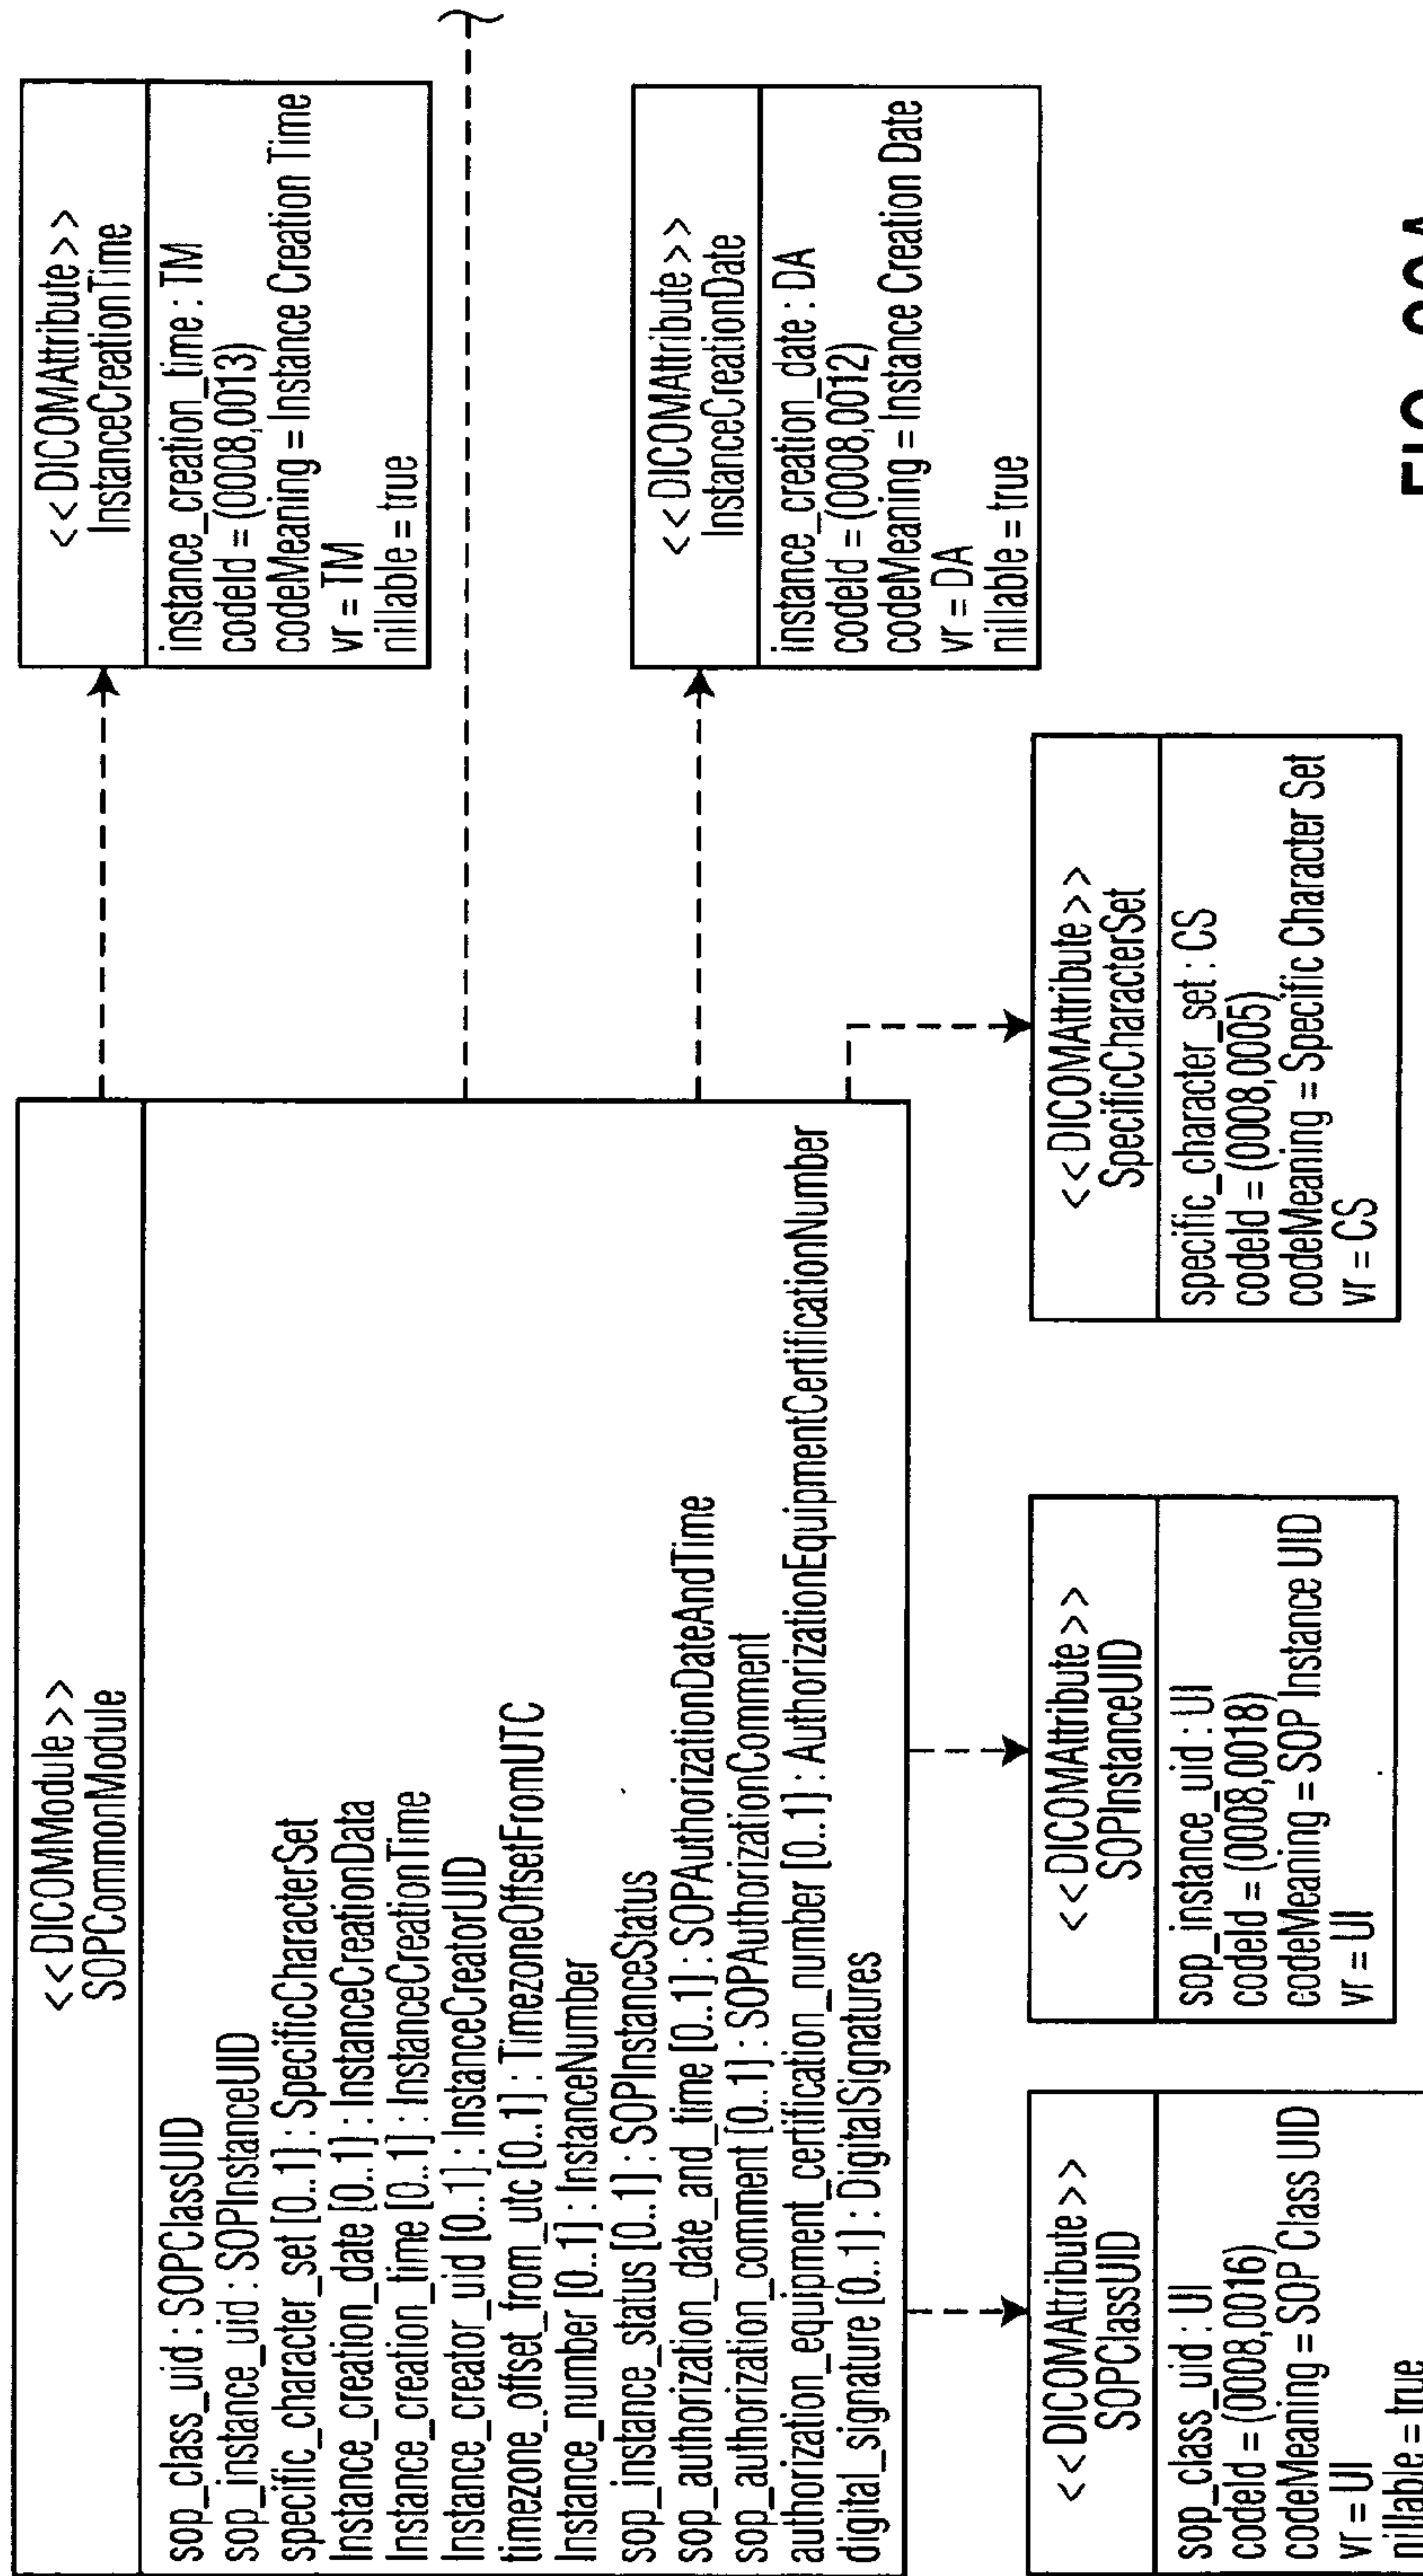 <<DICOMModule>>
SOPCommonModule
sop_class_uid : SOPClassUID
sop_instance_uid : SOPInstanceUID
specific_character_set [0..1] : SpecificCharacterSet
Instance_creation_date [0..1] : InstanceCreationData
Instance_creation_time [0..1] : InstanceCreationTime
Instance_creator_uid [0..1] : InstanceCreatorUID
timezone_offset_from_utc [0..1] : TimezoneOffsetFromUTC
Instance_number [0..1] : InstanceNumber
sop_instance_status [0..1] : SOPInstanceStatus
sop_authorization_date_and_time [0..1] : SOPAuthorizationDateAndTime
sop_authorization_comment [0..1] : SOPAuthorizationComment
authorization_equipment_certification_number [0..1] : AuthorizationEquipmentCertificationNumber
digital_signature [0..1] : DigitalSignatures
<<DICOMAttribute>>
InstanceCreationTime
instance_creation_time : TM
codeId = (0008,0013)
codeMeaning = Instance Creation Time
vr = TM
nillable = true
<<DICOMAttribute>>
InstanceCreationDate
instance_creation_date : DA
codeId = (0008,0012)
codeMeaning = Instance Creation Date
vr = DA
nillable = true
<<DICOMAttribute>>
SOPClassUID
sop_class_uid : UI
codeId = (0008,0016)
codeMeaning = SOP Class UID
vr = UI
nillable = true
<<DICOMAttribute>>
SOPInstanceUID
sop_instance_uid : UI
codeId = (0008,0018)
codeMeaning = SOP Instance UID
vr = UI
<<DICOMAttribute>>
SpecificCharacterSet
specific_character_set : CS
codeId = (0008,0005)
codeMeaning = Specific Character Set
vr = CS